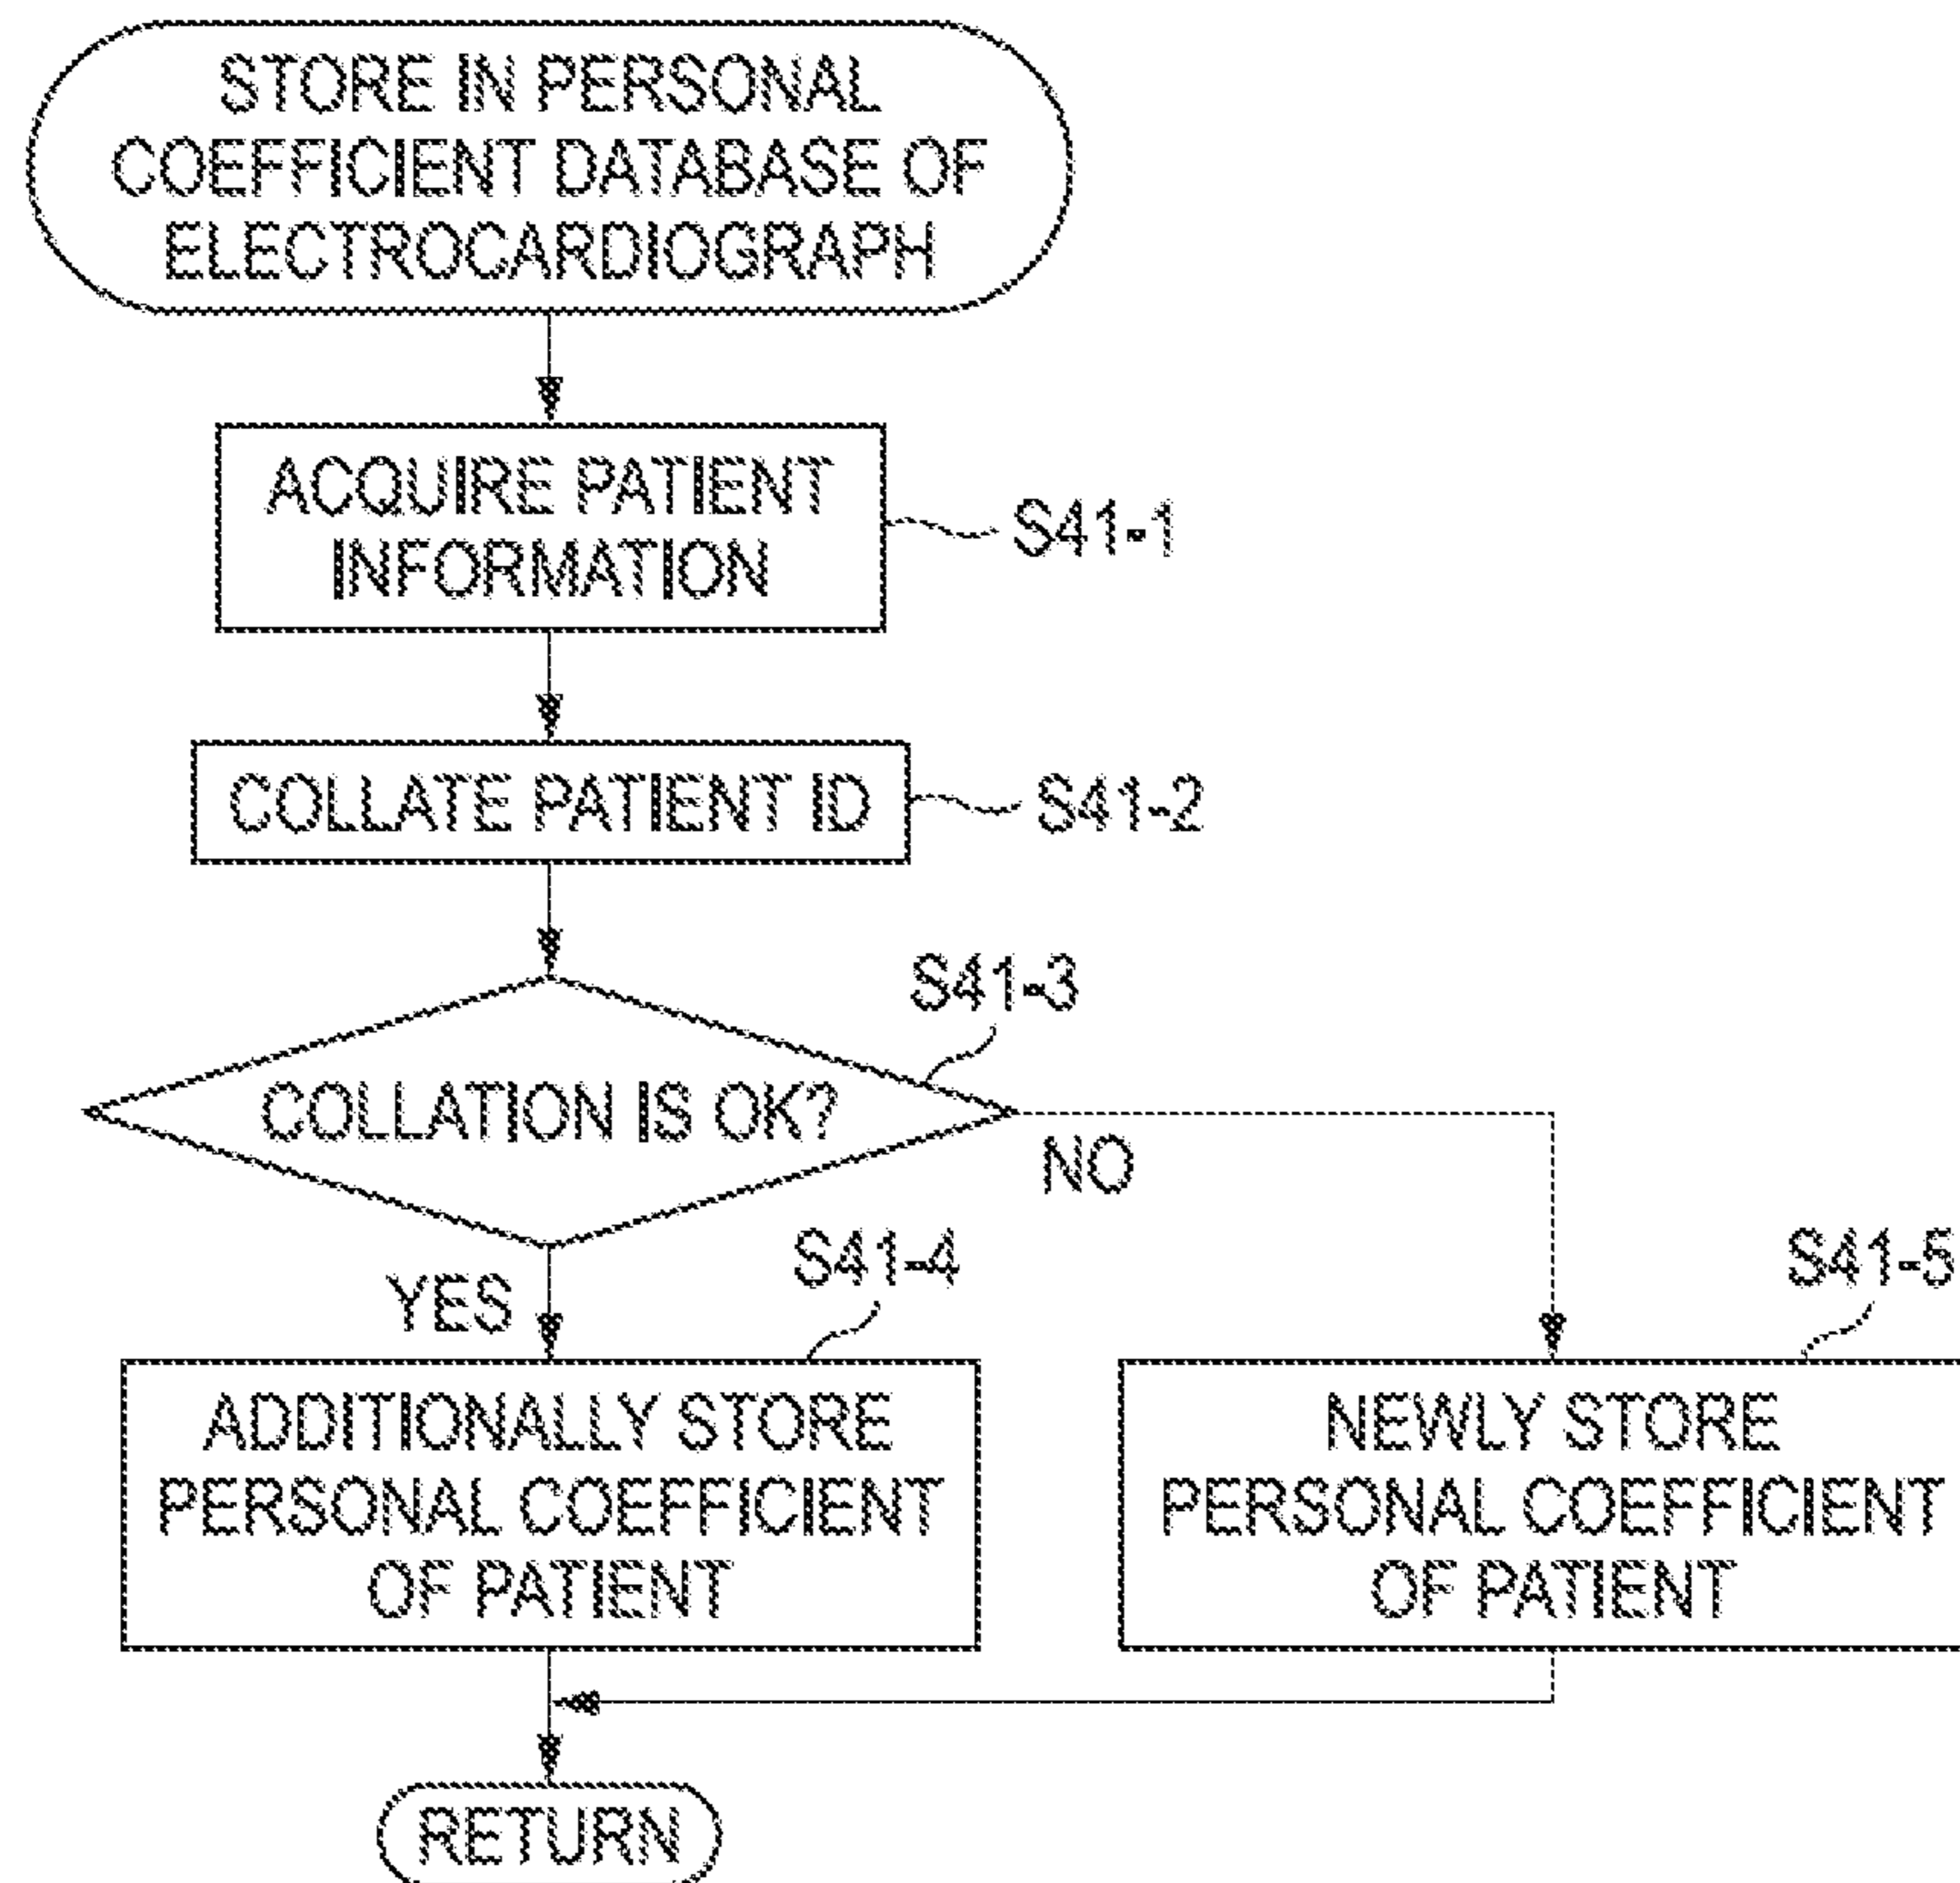 STORE IN PERSONAL
COEFFICIENT DATABASE OF
ELECTROCARDIOGRAPH
ACQUIRE PATIENT
INFORMATION
S41-1
COLLATE PATIENT ID
S41-2
S41-3
COLLATION IS OK?
NO
YES
S41-4
S41-5
ADDITIONALLY STORE
PERSONAL COEFFICIENT
OF PATIENT
NEWLY STORE
PERSONAL COEFFICIENT
OF PATIENT
RETURN